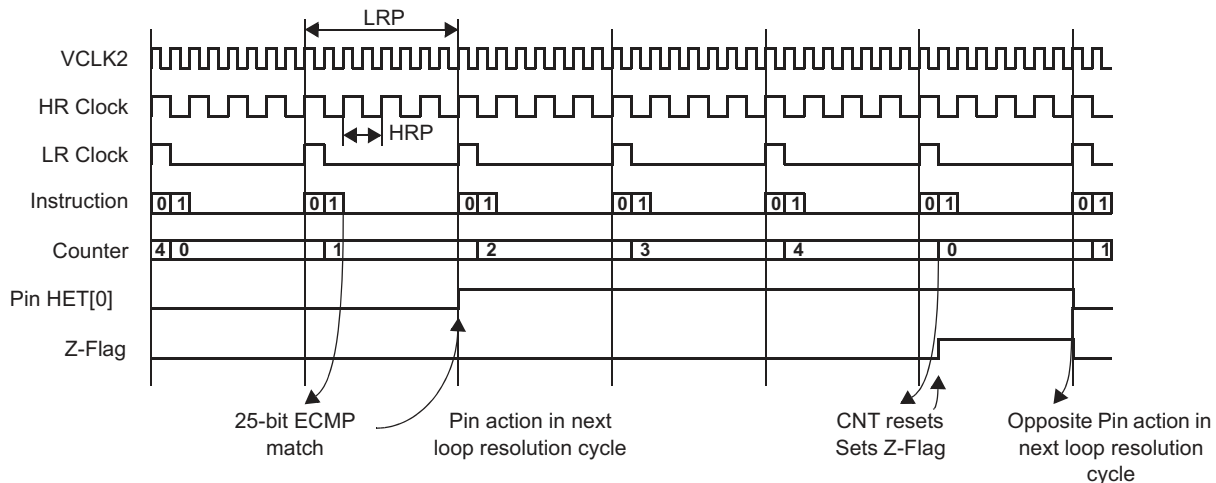 LRP
VCLK2
HR Clock
HRP
LR Clock
Instruction 0 1 0 1 0 1 0 1 0 1 0 1 0 1
Counter 4 0 1 2 3 4 0 1
Pin HET[0]
Z-Flag
25-bit ECMP
match
Pin action in next
loop resolution cycle
CNT resets
Sets Z-Flag
Opposite Pin action in
next loop resolution
cycle